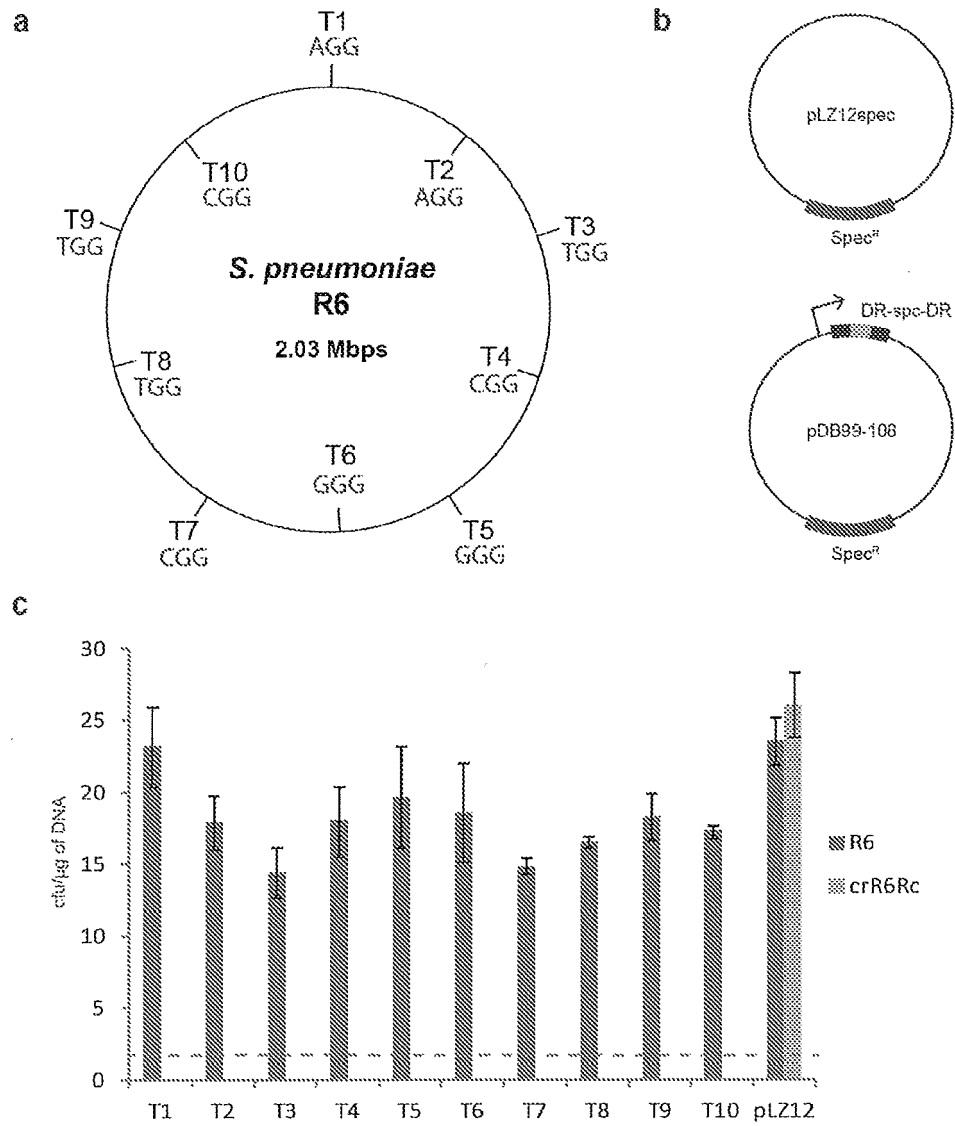 a
T1
AGG
T2
AGG
T3
TGG
T4
CGG
T5
GGG
T6
GGG
T7
CGG
T8
TGG
T9
TGG
T10
CGG
S. pneumoniae
R6
2.03 Mbps
b
pLZ12spec
Specᴿ
DR-spc-DR
pDB99-108
Specᴿ
c
cfu/µg of DNA
30
25
20
15
10
5
0
T1 T2 T3 T4 T5 T6 T7 T8 T9 T10 pLZ12
R6
crR6Rc